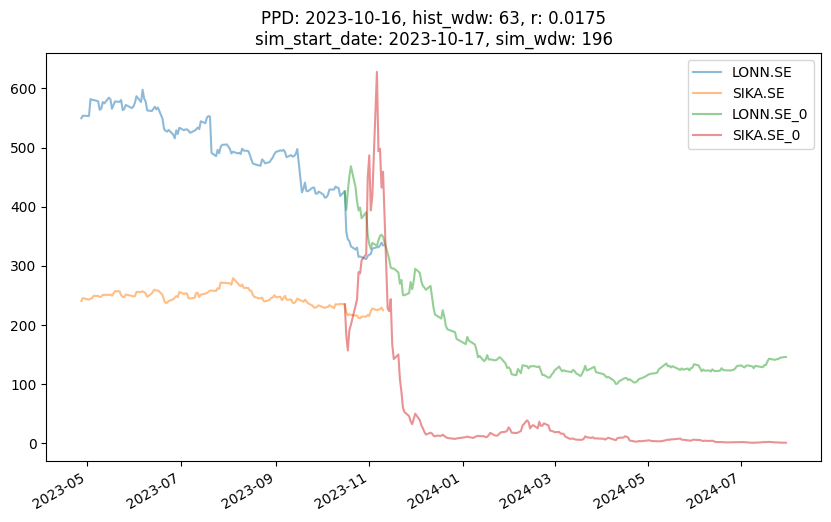 PPD: 2023-10-16, hist_wdw: 63, r: 0.0175
sim_start_date: 2023-10-17, sim_wdw: 196
LONN.SE
SIKA.SE
LONN.SE_0
SIKA.SE_0
600
500
400
300
200
100
0
2023-05
2023-07
2023-09
2023-11
2024-01
2024-03
2024-05
2024-07